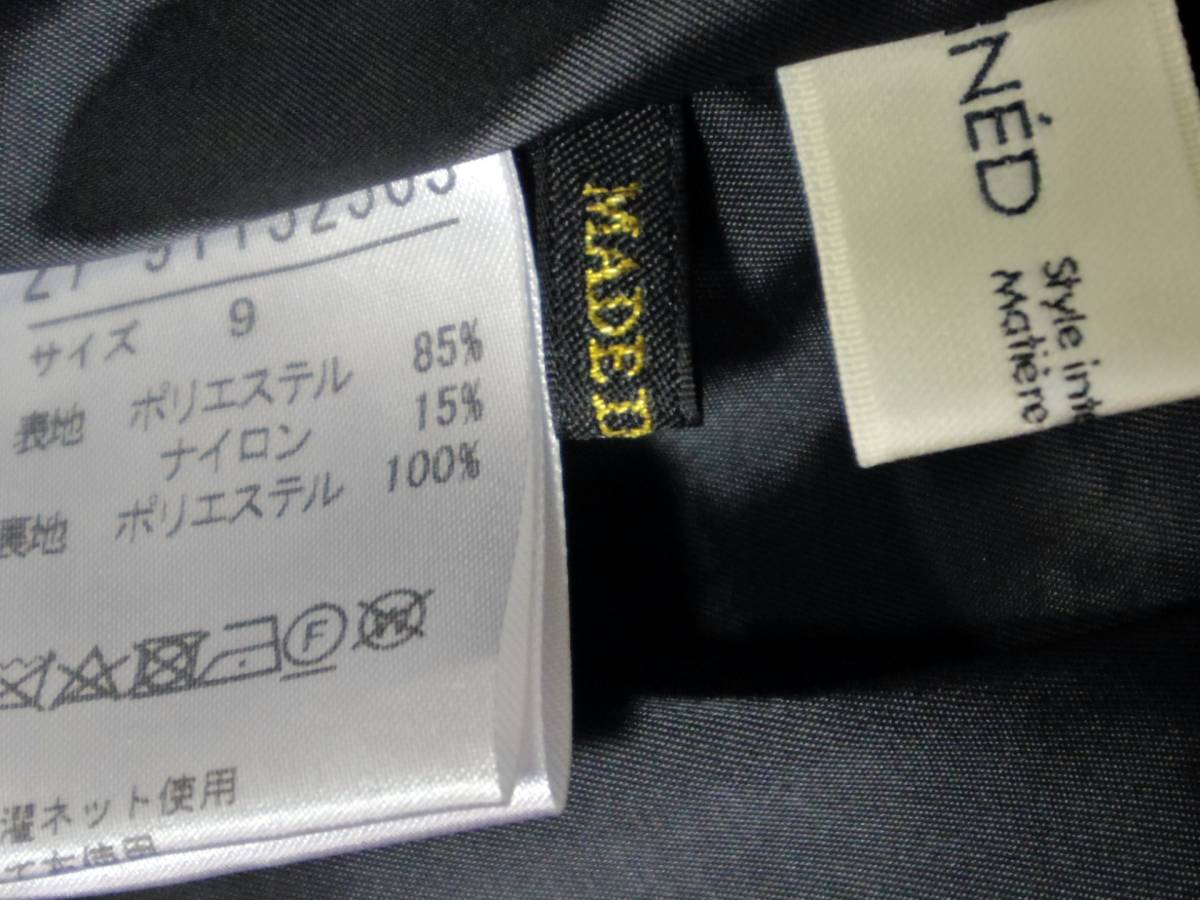 サイズ 9
表地 ポリエステル 85%
ナイロン 15%
裏地 ポリエステル 100%
F
W
濯ネット使用
MADE I
NÉD
Style
Matière